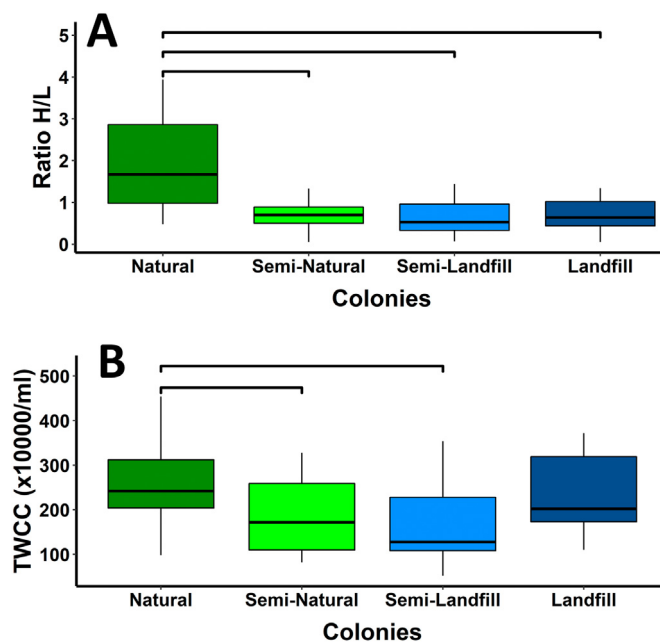 A
Ratio H/L
5
4
3
2
1
0
Natural Semi-Natural Semi-Landfill Landfill
Colonies
B
TWCC (x10000/ml)
500
400
300
200
100
Natural Semi-Natural Semi-Landfill Landfill
Colonies